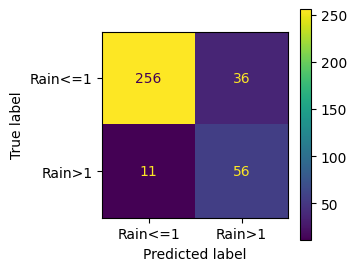 True label
Rain<=1
Rain>1
256
36
11
56
Rain<=1
Rain>1
Predicted label
250
200
150
100
50